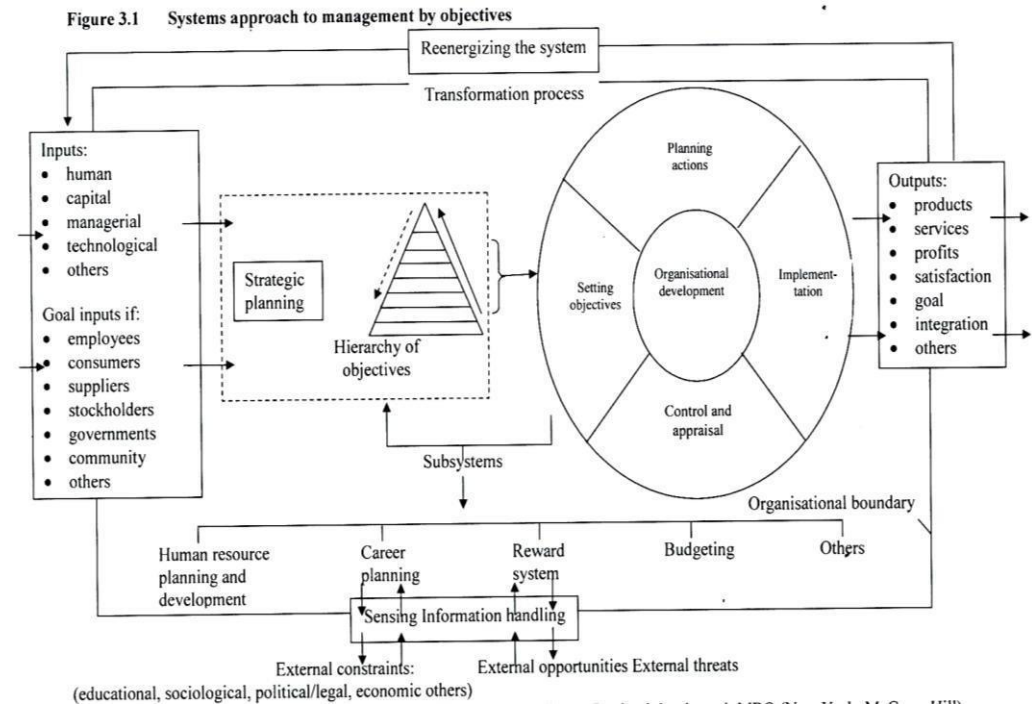 Figure 3.1 Systems approach to management by objectives
Reenergizing the system
Transformation process
Inputs:
• human
• capital
• managerial
• technological
• others
Goal inputs if:
• employees
• consumers
• suppliers
• stockholders
• governments
• community
• others
Strategic
planning
Hierarchy of
objectives
Planning
actions
Setting
objectives
Organisational
development
Implemen-
tation
Control and
appraisal
Outputs:
• products
• services
• profits
• satisfaction
• goal
• integration
• others
Subsystems
Organisational boundary
Human resource
planning and
development
Career
planning
Reward
system
Budgeting
Others
Sensing Information handling
External constraints:
External opportunities External threats
(educational, sociological, political/legal, economic others)